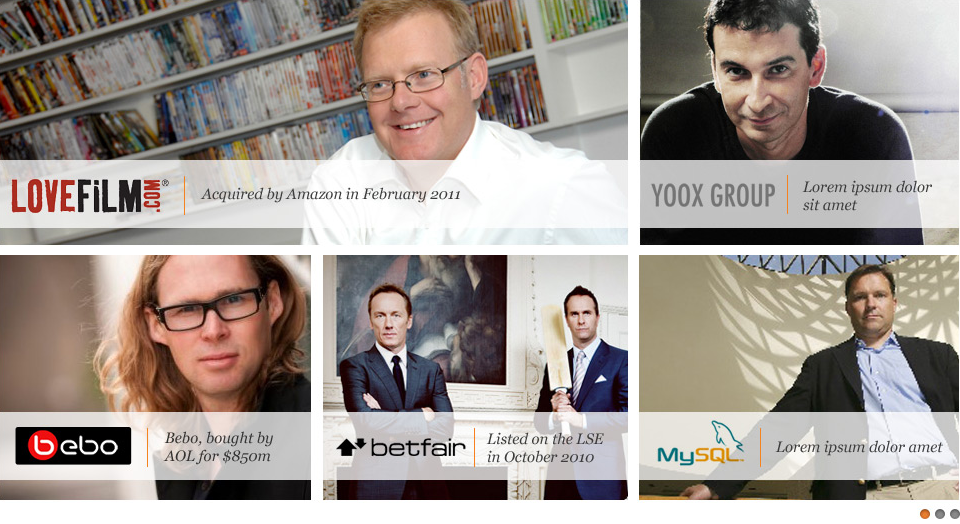 LOVEFiLM.COM®
Acquired by Amazon in February 2011
YOOX GROUP
Lorem ipsum dolor
sit amet
bebo
Bebo, bought by
AOL for $850m
betfair
Listed on the LSE
in October 2010
MySQL
Lorem ipsum dolor amet